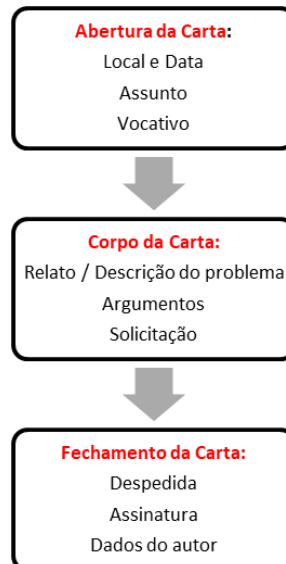 Abertura da Carta:
Local e Data
Assunto
Vocativo
Corpo da Carta:
Relato / Descrição do problema
Argumentos
Solicitação
Fechamento da Carta:
Despedida
Assinatura
Dados do autor